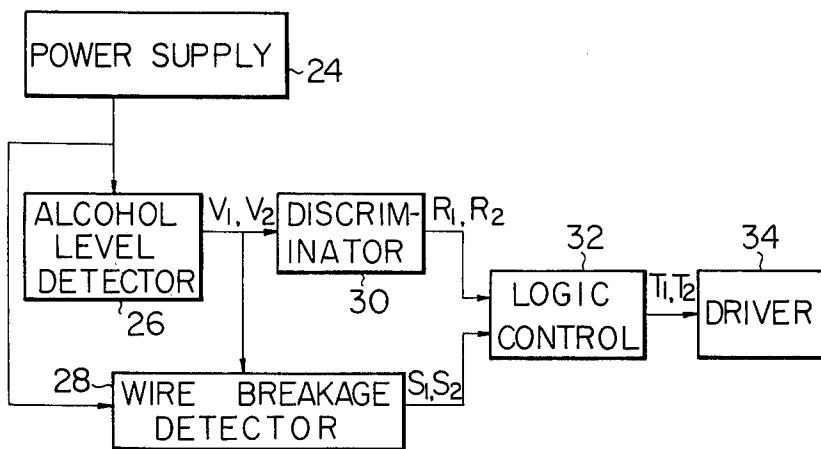 POWER SUPPLY
24
ALCOHOL
LEVEL
DETECTOR
26
V1, V2
DISCRIM-
INATOR
30
R1, R2
32
LOGIC
CONTROL
T1,T2
34
DRIVER
28
WIRE BREAKAGE
DETECTOR
S1,S2